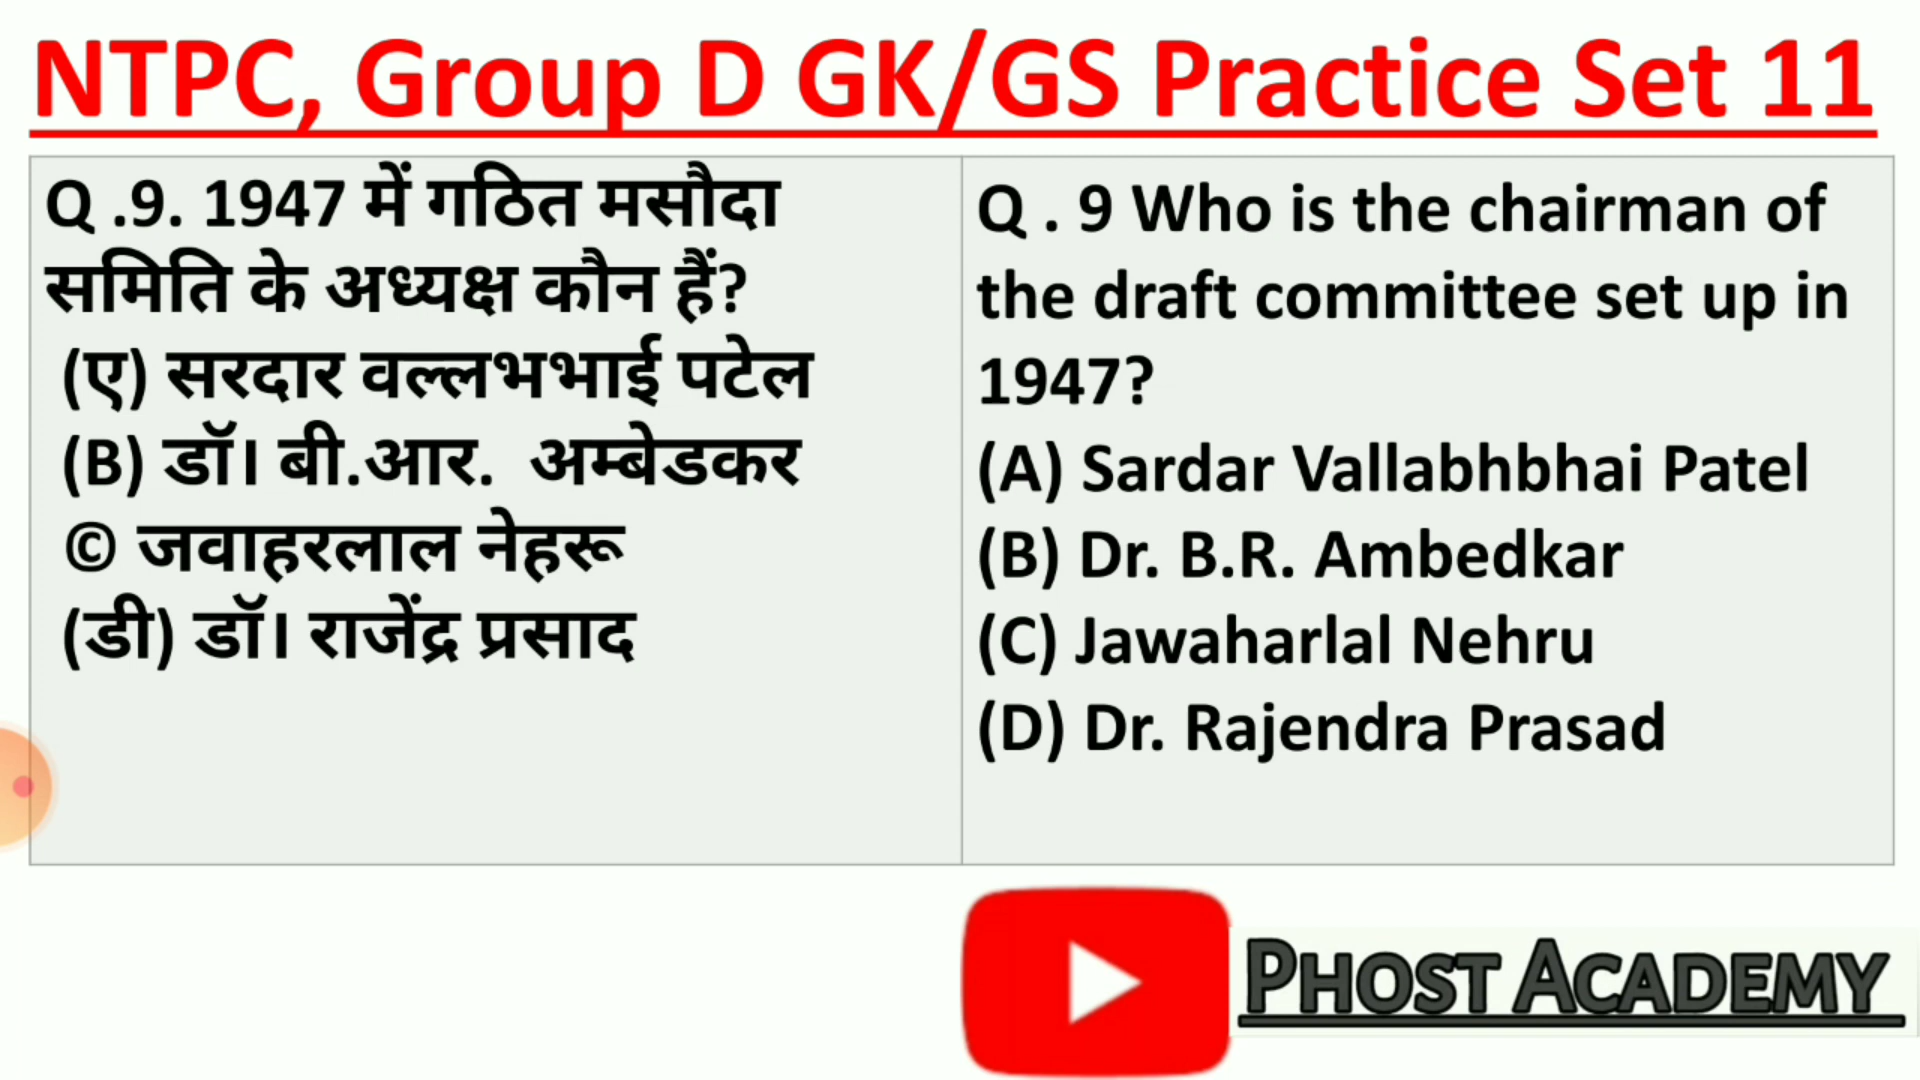 NTPC, Group D GK/GS Practice Set 11
Q .9. 1947 में गठित मसौदा
समिति के अध्यक्ष कौन हैं?
(ए) सरदार वल्लभभाई पटेल
(B) डॉ। बी.आर. अम्बेडकर
© जवाहरलाल नेहरू
(डी) डॉ। राजेंद्र प्रसाद
Q . 9 Who is the chairman of
the draft committee set up in
1947?
(A) Sardar Vallabhbhai Patel
(B) Dr. B.R. Ambedkar
(C) Jawaharlal Nehru
(D) Dr. Rajendra Prasad
PHOST ACADEMY